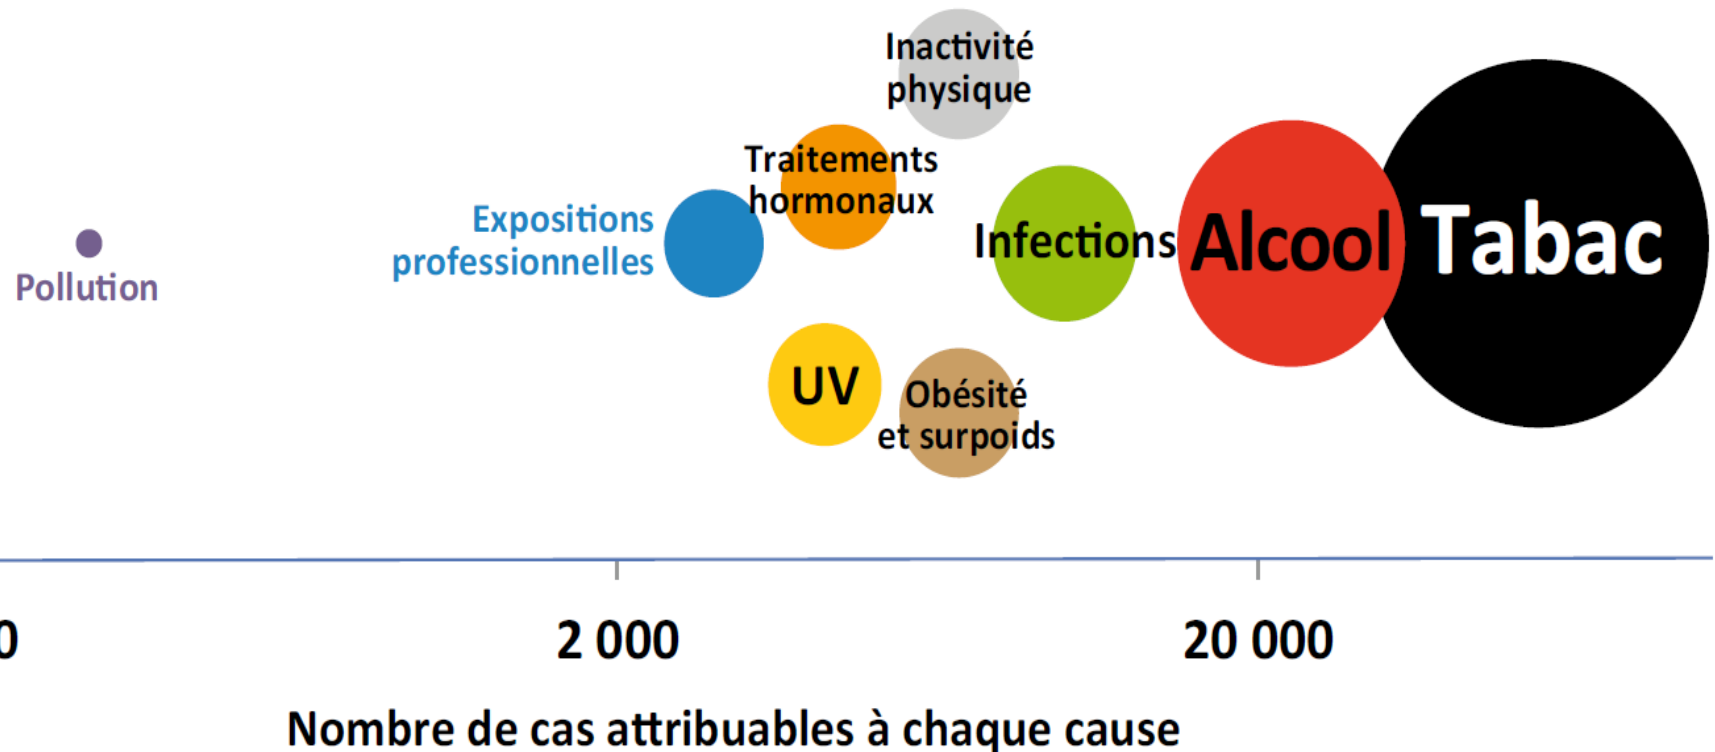 Inactivité
physique
Traitements
hormonaux
Expositions
professionnelles
Pollution
Infections
Alcool
Tabac
UV
Obésité
et surpoids
0
2 000
20 000
Nombre de cas attribuables à chaque cause